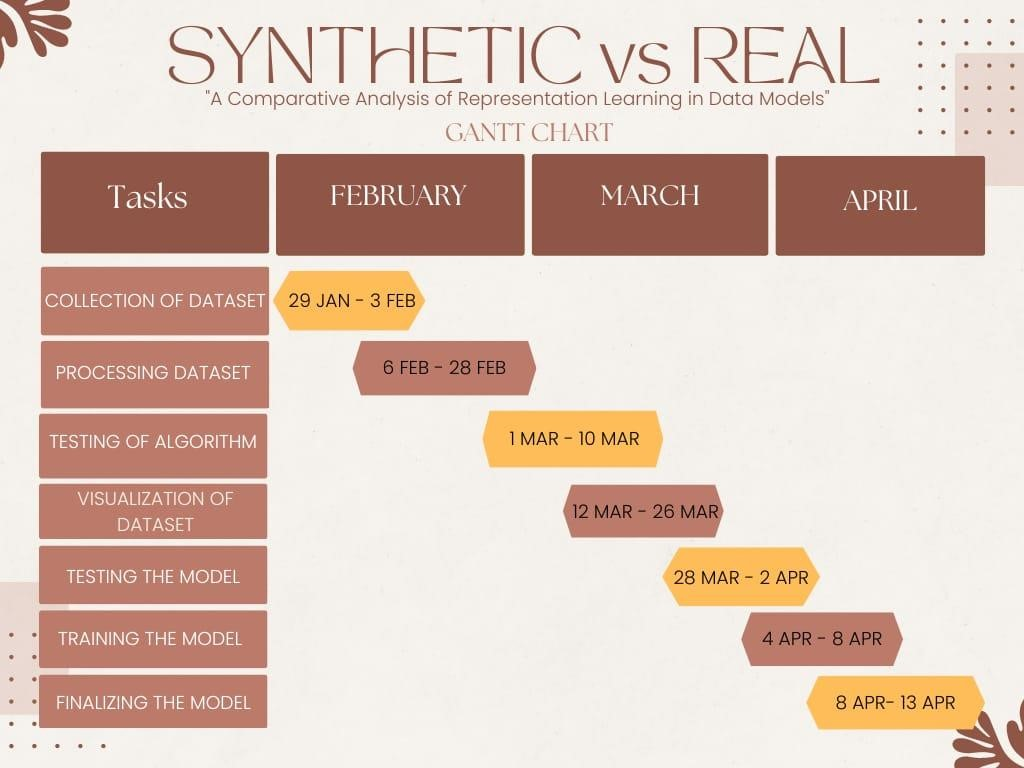 SYNTHETIC vs REAL
"A Comparative Analysis of Representation Learning in Data Models"
GANTT CHART
Tasks
FEBRUARY
MARCH
APRIL
COLLECTION OF DATASET
29 JAN - 3 FEB
PROCESSING DATASET
6 FEB - 28 FEB
TESTING OF ALGORITHM
1 MAR - 10 MAR
VISUALIZATION OF
DATASET
12 MAR - 26 MAR
TESTING THE MODEL
28 MAR - 2 APR
TRAINING THE MODEL
4 APR - 8 APR
FINALIZING THE MODEL
8 APR- 13 APR